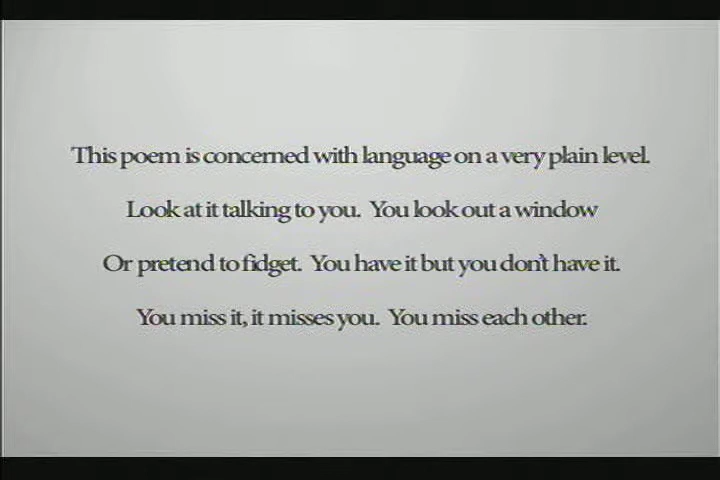 This poem is concerned with language on a very plain level.
Look at it talking to you. You look out a window
Or pretend to fidget. You have it but you don't have it.
You miss it, it misses you. You miss each other.